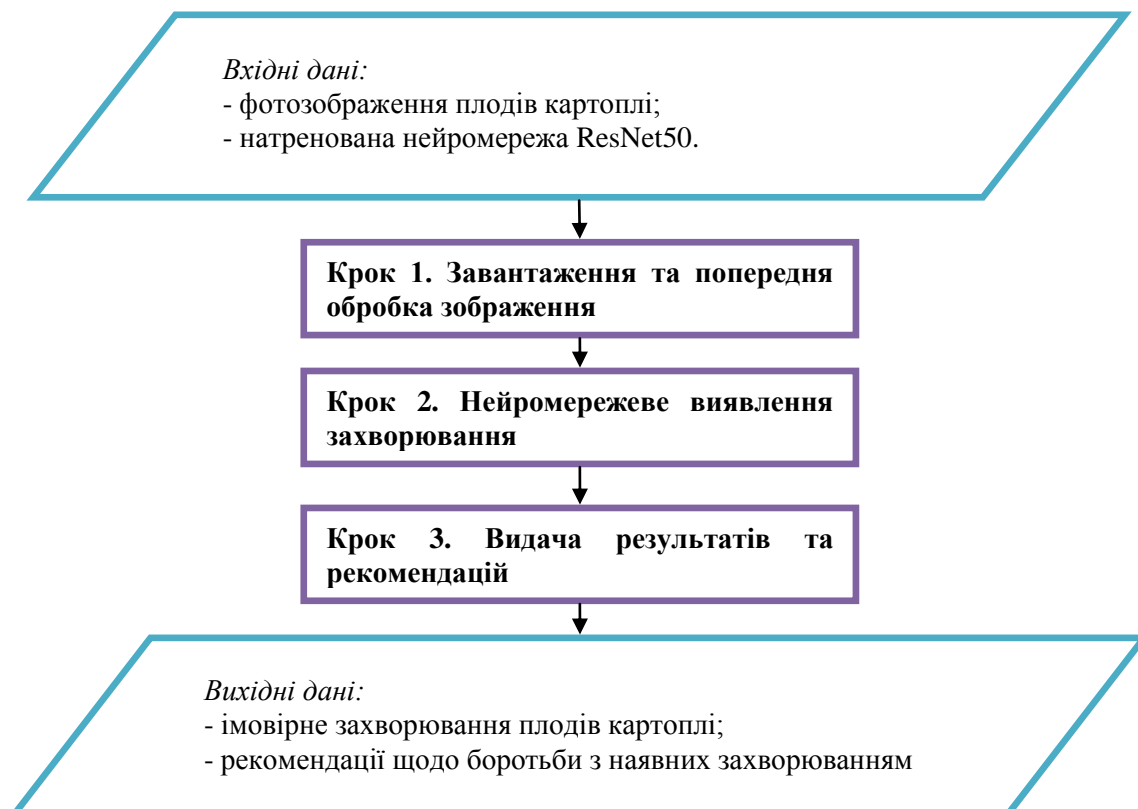 Вхідні дані:
- фотозображення плодів картоплі;
- натренована нейромережа ResNet50.
Крок 1. Завантаження та попередня
обробка зображення
Крок 2. Нейромережеве виявлення
захворювання
Крок 3. Видача результатів та
рекомендацій
Вихідні дані:
- імовірне захворювання плодів картоплі;
- рекомендації щодо боротьби з наявних захворюванням